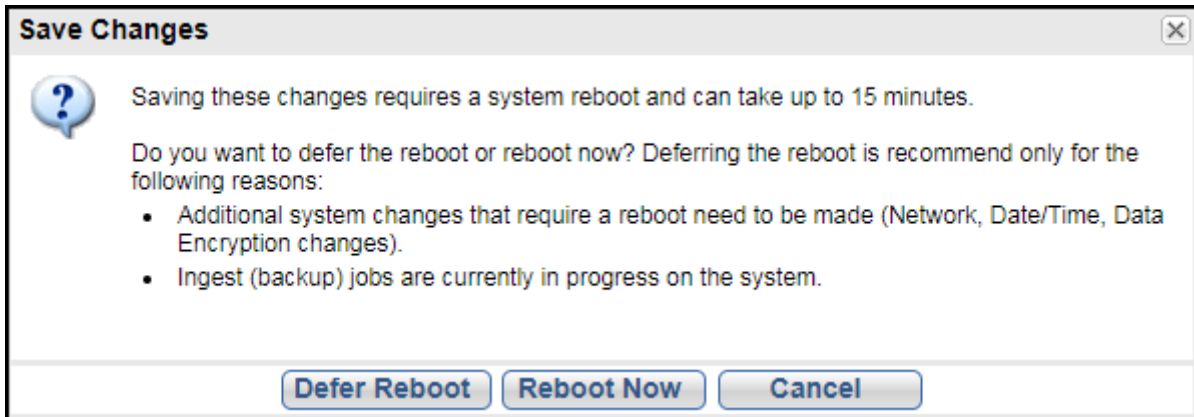 Save Changes
Saving these changes requires a system reboot and can take up to 15 minutes.
Do you want to defer the reboot or reboot now? Deferring the reboot is recommend only for the
following reasons:
• Additional system changes that require a reboot need to be made (Network, Date/Time, Data
Encryption changes).
• Ingest (backup) jobs are currently in progress on the system.
Defer Reboot Reboot Now Cancel